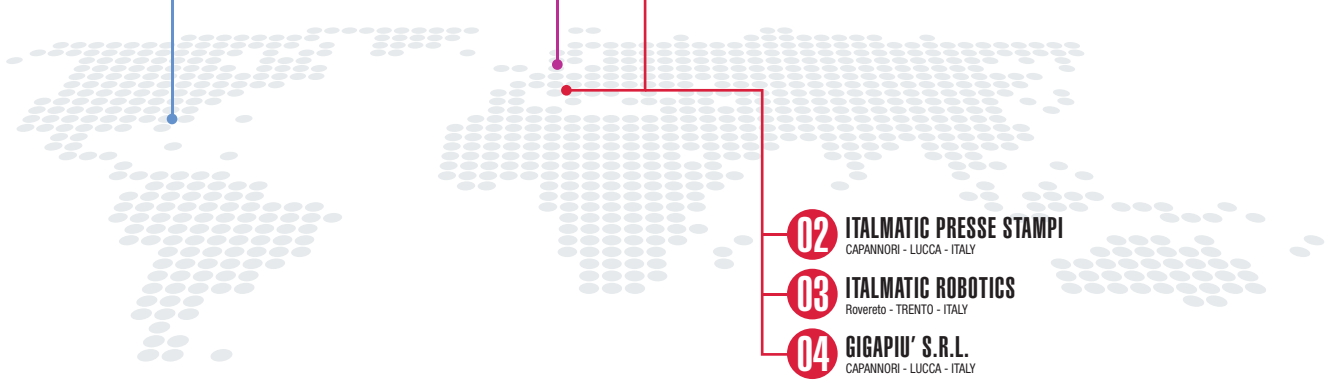 02
ITALMATIC PRESSE STAMPI
CAPANNORI - LUCCA - ITALY
03
ITALMATIC ROBOTICS
Rovereto - TRENTO - ITALY
04
GIGAPIU' S.R.L.
CAPANNORI - LUCCA - ITALY